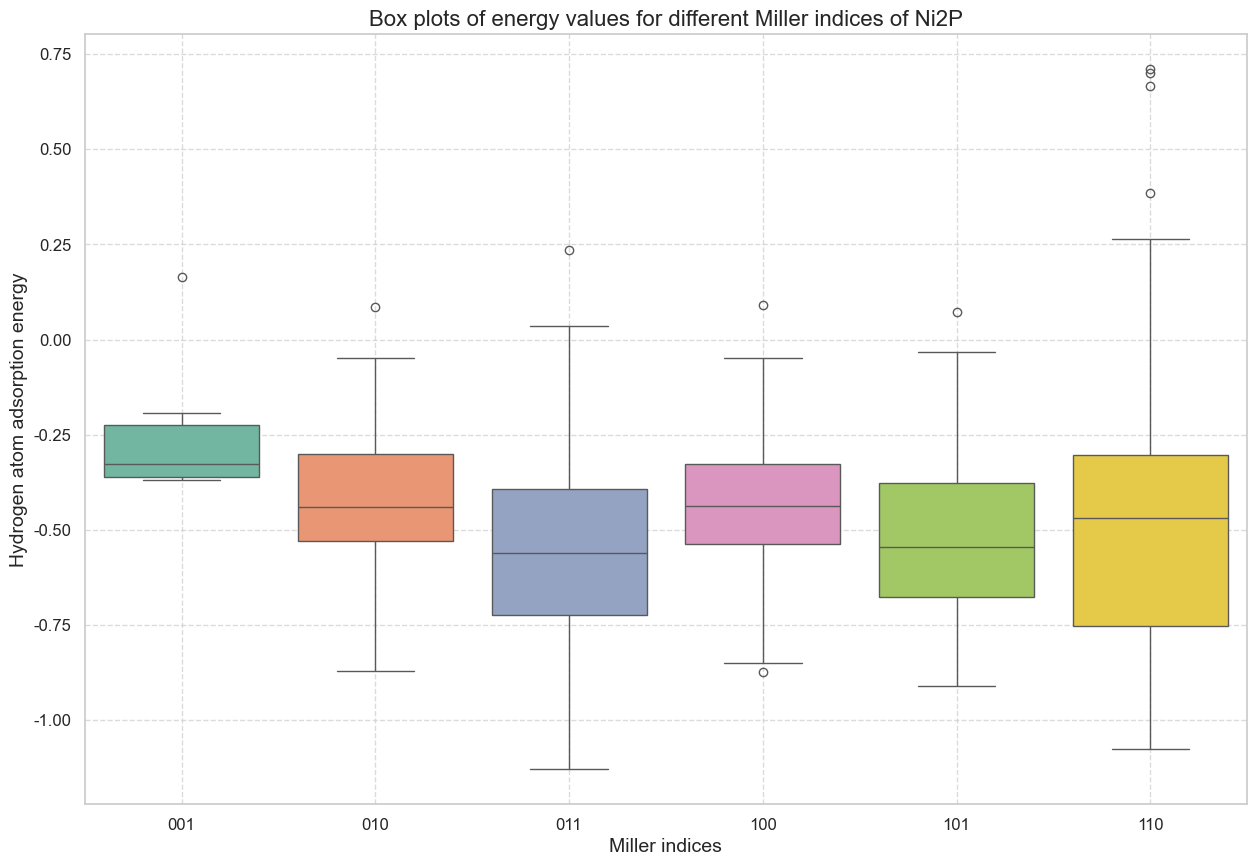 Box plots of energy values for different Miller indices of Ni2P
0.75
0.50
0.25
0.00
-0.25
-0.50
-0.75
-1.00
Hydrogen atom adsorption energy
001 010 011 100 101 110
Miller indices